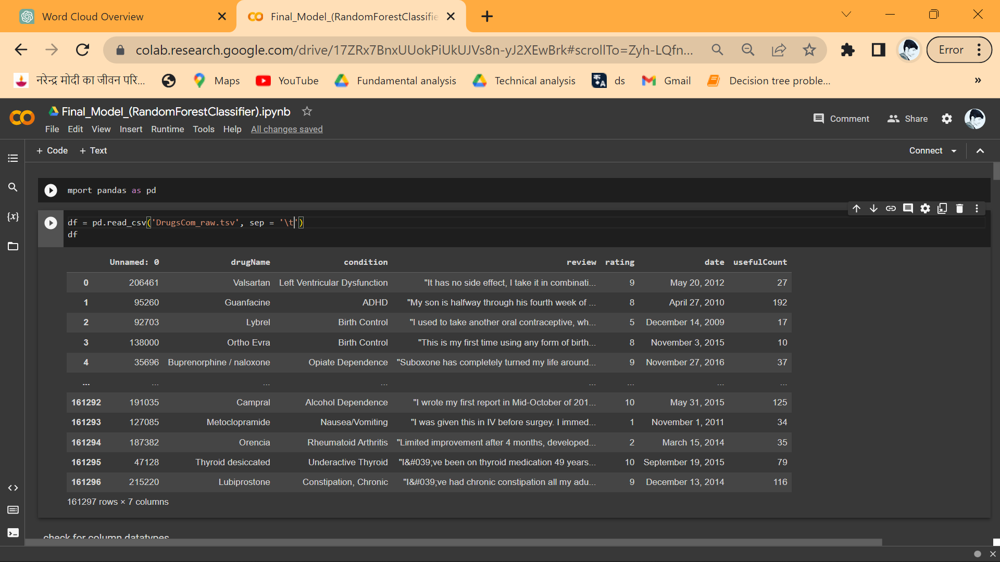 Word Cloud Overview
Final_Model_(RandomForestClassifie
colab.research.google.com/drive/17ZRx7BnxUUokPiUkUJVs8n-yJ2XEwBrk#scrollTo=Zyh-LQfn...
Error
नरेन्द्र मोदी का जीवन परि... Maps YouTube Fundamental analysis Technical analysis ds Gmail Decision tree proble... »
Final_Model_(RandomForestClassifier).ipynb
File Edit View Insert Runtime Tools Help All changes saved
Comment Share
+ Code + Text
Connect
mport pandas as pd
df = pd.read_csv('DrugsCom_raw.tsv', sep = '\t')
df
Unnamed: 0 drugName condition review rating date usefulCount
0 206461 Valsartan Left Ventricular Dysfunction "It has no side effect, I take it in combinati... 9 May 20, 2012 27
1 95260 Guanfacine ADHD "My son is halfway through his fourth week of ... 8 April 27, 2010 192
2 92703 Lybrel Birth Control "I used to take another oral contraceptive, wh... 5 December 14, 2009 17
3 138000 Ortho Evra Birth Control "This is my first time using any form of birth... 8 November 3, 2015 10
4 35696 Buprenorphine / naloxone Opiate Dependence "Suboxone has completely turned my life around... 9 November 27, 2016 37
... ... ... ... ... ... ... ...
161292 191035 Campral Alcohol Dependence "I wrote my first report in Mid-October of 201... 10 May 31, 2015 125
161293 127085 Metoclopramide Nausea/Vomiting "I was given this in IV before surgey. I immed... 1 November 1, 2011 34
161294 187382 Orencia Rheumatoid Arthritis "Limited improvement after 4 months, developed... 2 March 15, 2014 35
161295 47128 Thyroid desiccated Underactive Thyroid "I&#039;ve been on thyroid medication 49 years... 10 September 19, 2015 79
161296 215220 Lubiprostone Constipation, Chronic "I&#039;ve had chronic constipation all my adu... 9 December 13, 2014 116
161297 rows × 7 columns
check for column datatypes